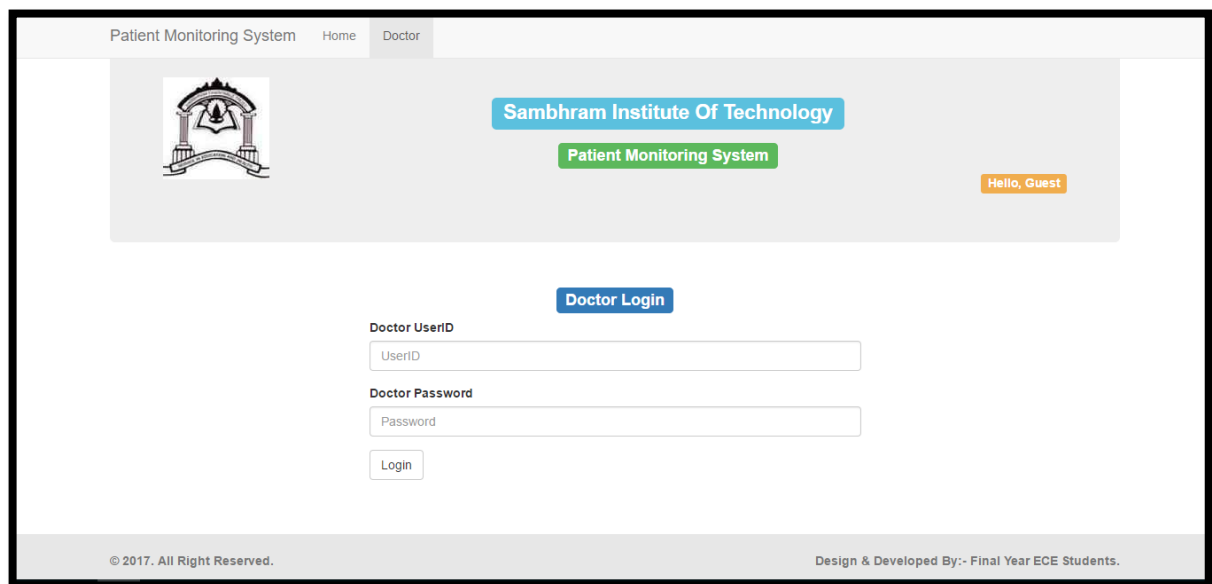 Patient Monitoring System Home Doctor
Sambhram Institute Of Technology
Patient Monitoring System
Hello, Guest
Doctor Login
Doctor UserID
UserID
Doctor Password
Password
Login
© 2017. All Right Reserved. Design & Developed By:- Final Year ECE Students.